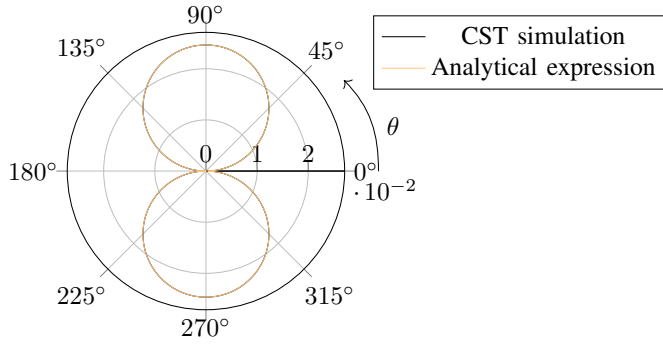 90°
135°
45°
CST simulation
Analytical expression
θ
180°
0 1 2
0°
· 10⁻²
225°
315°
270°